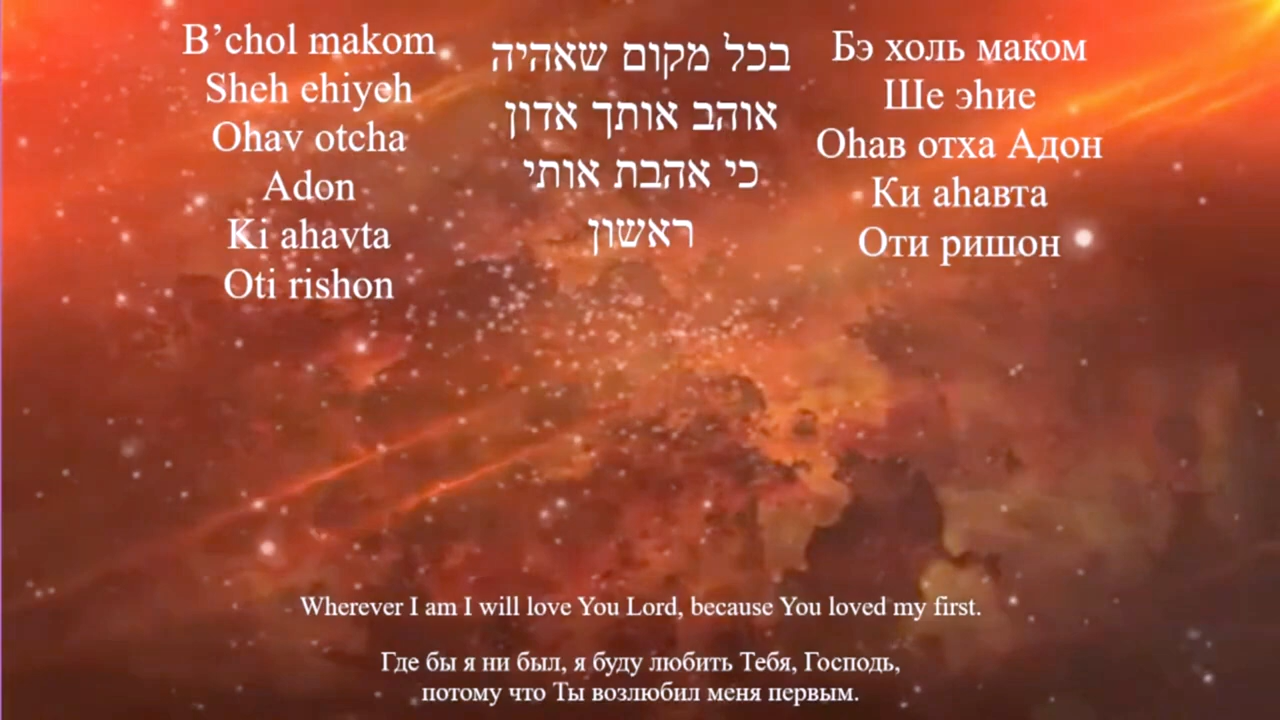 B’chol makom
Sheh ehiyeh
Ohav otcha
Adon
Ki ahavta
Oti rishon
בכל מקום שאהיה
אוהב אותך אדון
כי אהבת אותי
ראשון
Бэ холь маком
Ше эhие
Оhав отха Адон
Ки аhавта
Оти ришон
Wherever I am I will love You Lord, because You loved my first.
Где бы я ни был, я буду любить Тебя, Господь,
потому что Ты возлюбил меня первым.